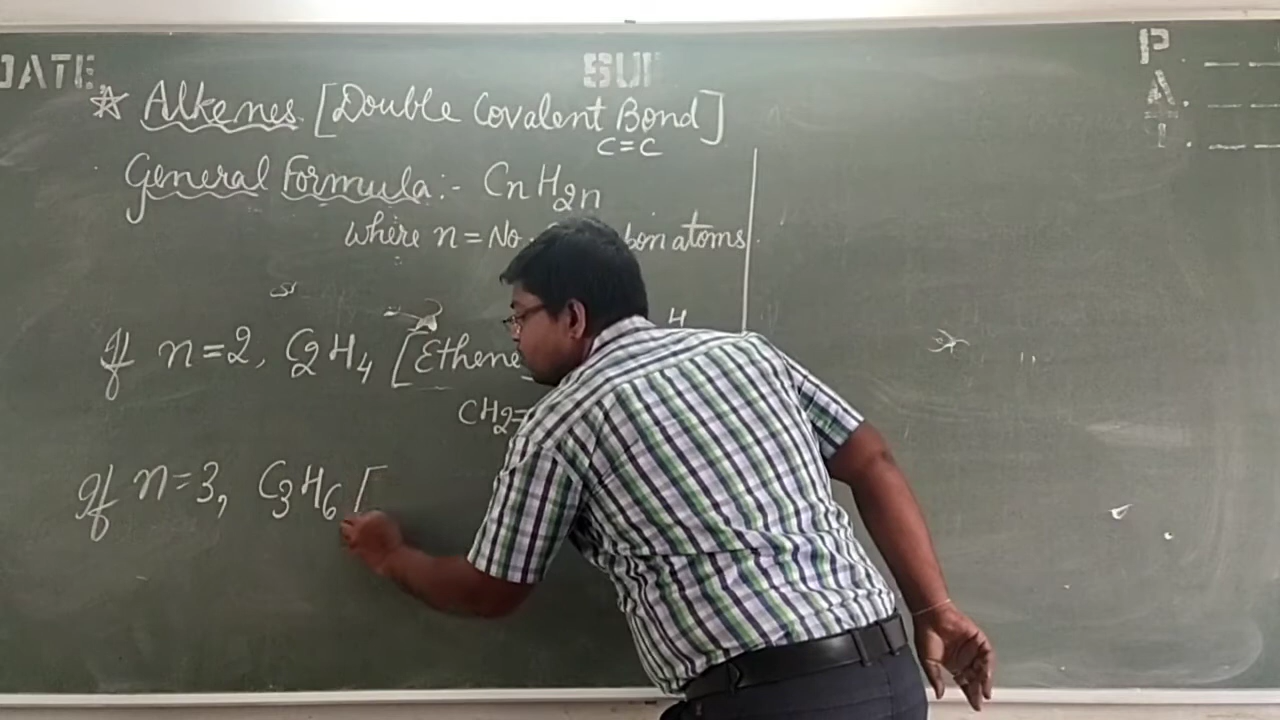 DATE
SUB
P.
A.
T.
☆ Alkenes [Double Covalent Bond]
C=C
General Formula:- CnH2n
where n = No. bon atoms.
H
If n=2, C2H4 [Ethene
CH2=
If n=3, C3H6 [